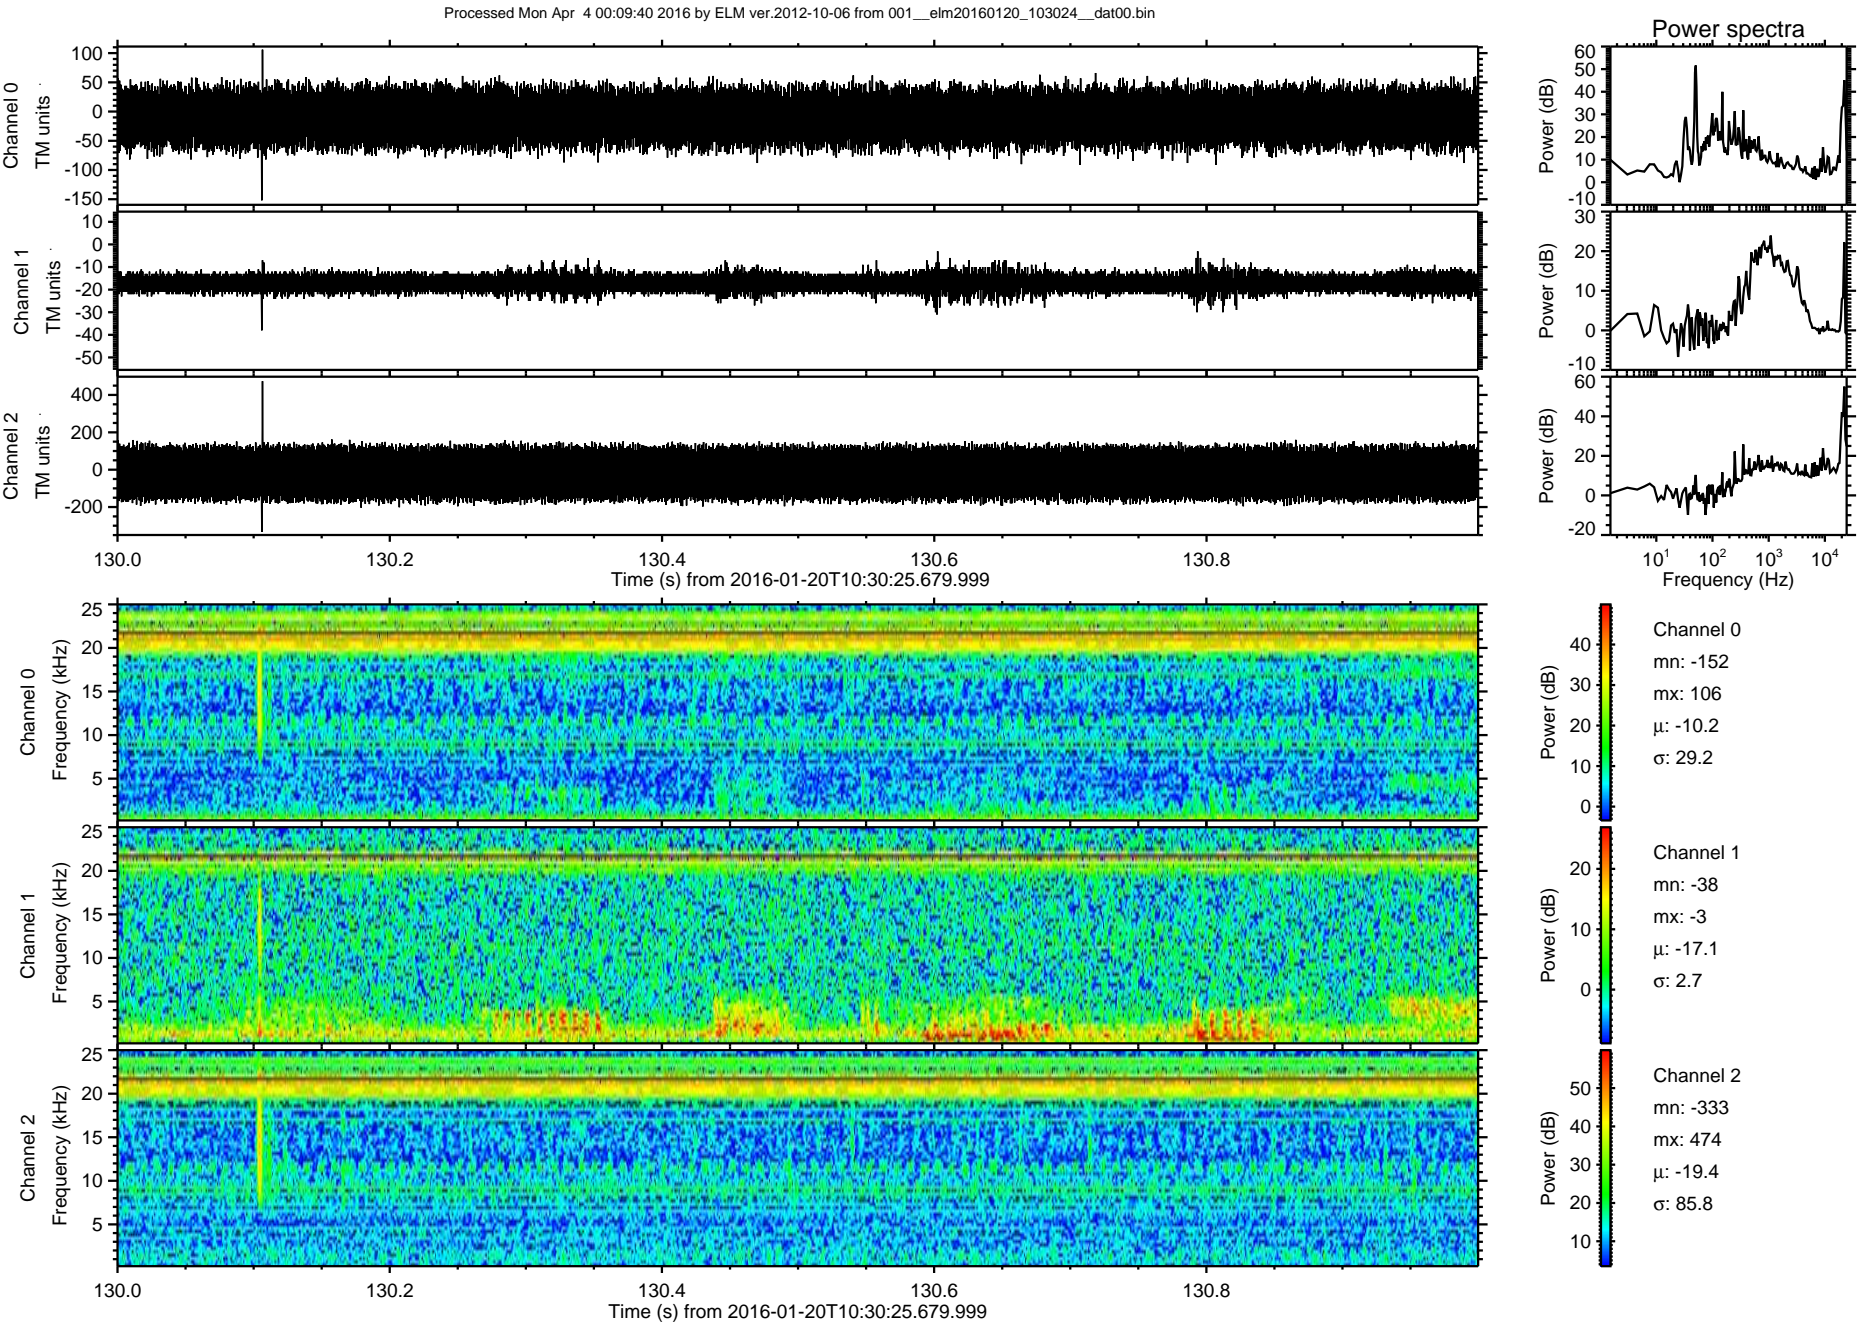 Processed Mon Apr  4 00:09:40 2016 by ELM ver.2012-10-06 from 001__elm20160120_103024__dat00.bin
Power spectra
Channel 0
TM units
100
50
0
-50
-100
-150
Power (dB)
60
50
40
30
20
10
0
-10
Channel 1
TM units
10
0
-10
-20
-30
-40
-50
Power (dB)
30
20
10
0
-10
Channel 2
TM units
400
200
0
-200
Power (dB)
60
40
20
0
-20
130.0 130.2 130.4 130.6 130.8
Time (s) from 2016-01-20T10:30:25.679.999
10^1 10^2 10^3 10^4
Frequency (Hz)
Channel 0
Frequency (kHz)
25
20
15
10
5
Power (dB)
40
30
20
10
0
Channel 0
mn: -152
mx: 106
μ: -10.2
σ: 29.2
Channel 1
Frequency (kHz)
25
20
15
10
5
Power (dB)
20
10
0
Channel 1
mn: -38
mx: -3
μ: -17.1
σ: 2.7
Channel 2
Frequency (kHz)
25
20
15
10
5
Power (dB)
50
40
30
20
10
Channel 2
mn: -333
mx: 474
μ: -19.4
σ: 85.8
130.0 130.2 130.4 130.6 130.8
Time (s) from 2016-01-20T10:30:25.679.999